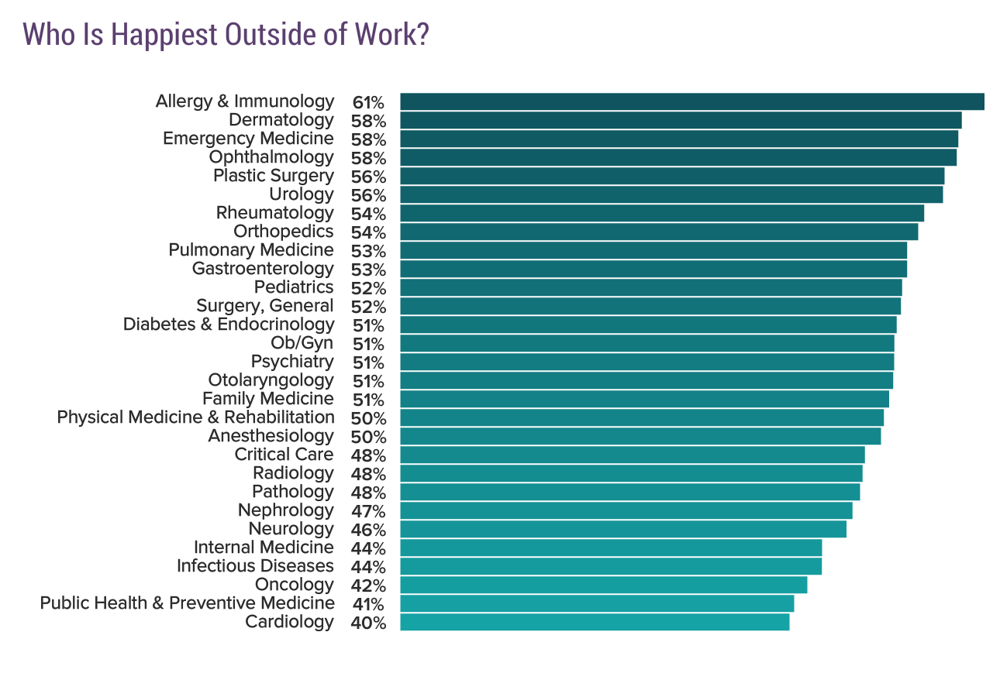 Who Is Happiest Outside of Work?
Allergy & Immunology 61%
Dermatology 58%
Emergency Medicine 58%
Ophthalmology 58%
Plastic Surgery 56%
Urology 56%
Rheumatology 54%
Orthopedics 54%
Pulmonary Medicine 53%
Gastroenterology 53%
Pediatrics 52%
Surgery, General 52%
Diabetes & Endocrinology 51%
Ob/Gyn 51%
Psychiatry 51%
Otolaryngology 51%
Family Medicine 51%
Physical Medicine & Rehabilitation 50%
Anesthesiology 50%
Critical Care 48%
Radiology 48%
Pathology 48%
Nephrology 47%
Neurology 46%
Internal Medicine 44%
Infectious Diseases 44%
Oncology 42%
Public Health & Preventive Medicine 41%
Cardiology 40%